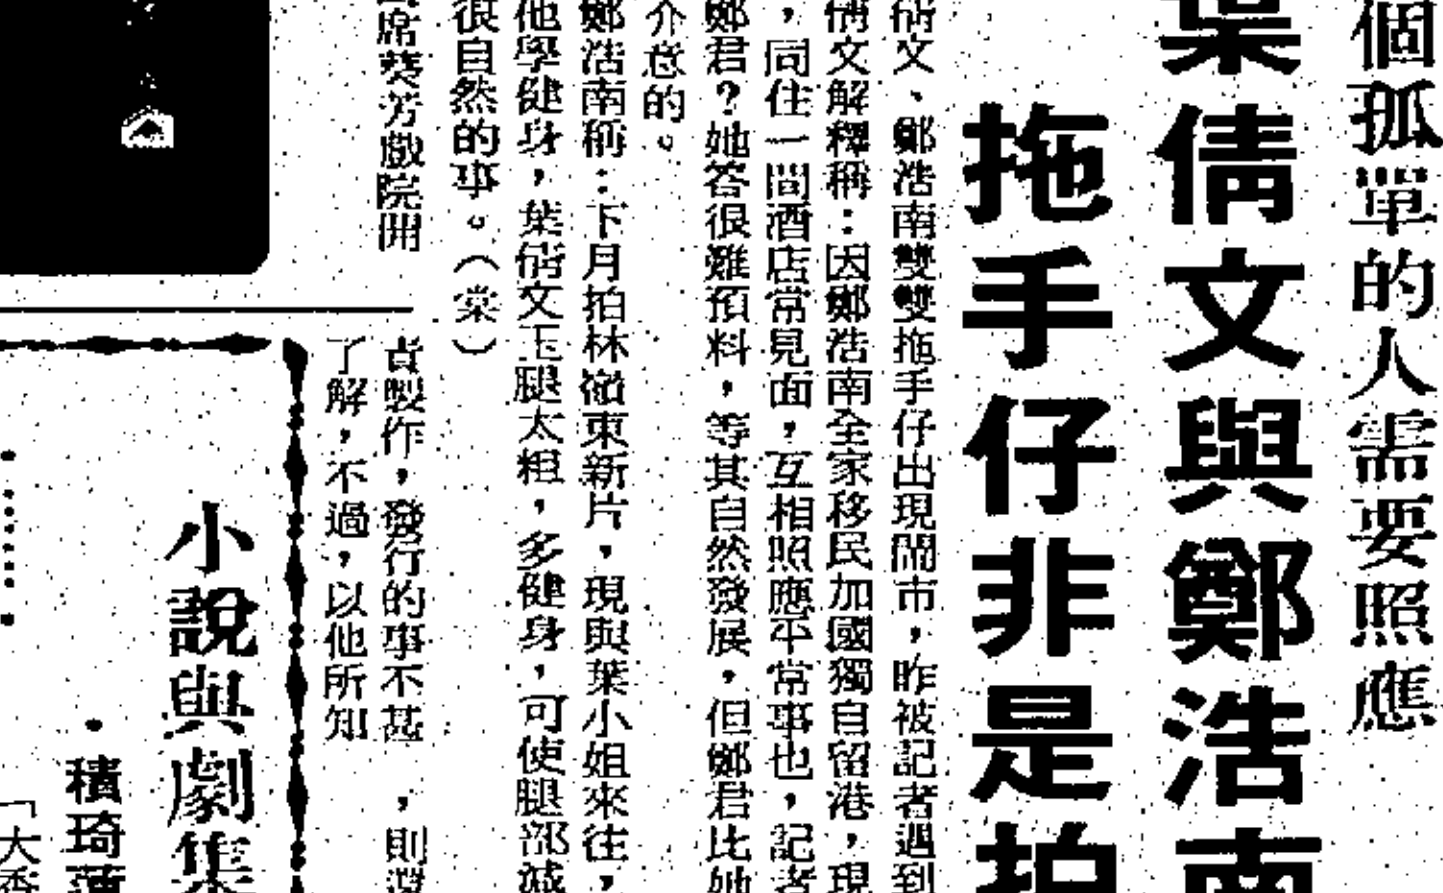 個孤單的人需要照應
葉倩文與鄭浩南
拖手仔非是拍
倩文、鄭浩南雙雙拖手仔出現鬧市，昨被記者遇到
倩文解釋稱：因鄭浩南全家移民加國獨自留港，現
，同住一間酒店常見面，互相照應平常事也，記者
鄭君？她答很難預料，等其自然發展，但鄭君比她
介意的。
鄭浩南稱：下月拍林嶺東新片，現與葉小姐來往，
他學健身，葉倩文玉腿太粗，多健身，可使腿部減
很自然的事。（棠）
席葵芳戲院開
責製作，發行的事不甚
，則還
了解，不過，以他所知
小說與劇集
・積琦蓮
「大香